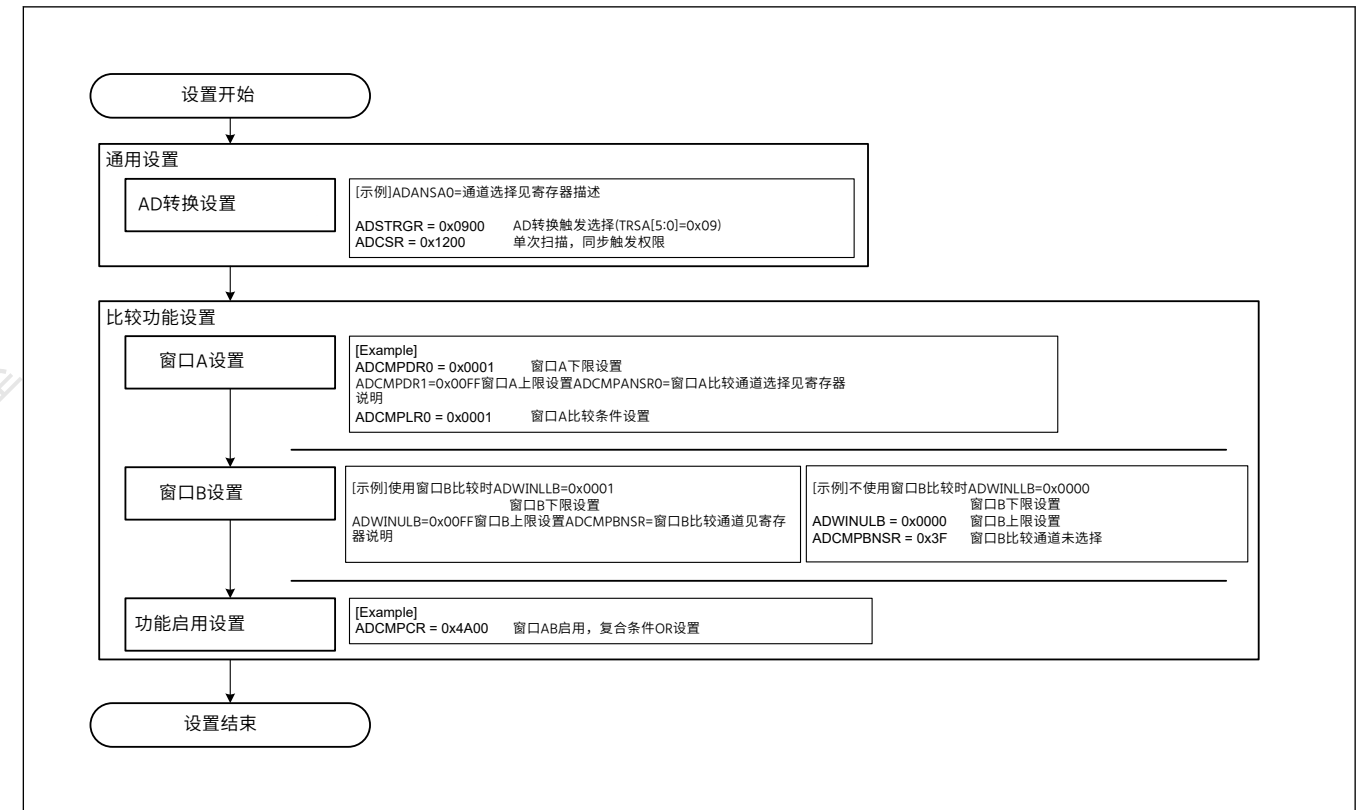 设置开始
通用设置
AD转换设置
[示例]ADANSA0=通道选择见寄存器描述
ADSTRGR = 0x0900 AD转换触发选择(TRSA[5:0]=0x09)
ADCSR = 0x1200 单次扫描，同步触发权限
比较功能设置
窗口A设置
[Example]
ADCMPDR0 = 0x0001 窗口A下限设置
ADCMPDR1=0x00FF窗口A上限设置ADCMPANSR0=窗口A比较通道选择见寄存器
说明
ADCMPLR0 = 0x0001 窗口A比较条件设置
窗口B设置
[示例]使用窗口B比较时ADWINLLB=0x0001
窗口B下限设置
ADWINULB=0x00FF窗口B上限设置ADCMPBNSR=窗口B比较通道见寄存
器说明
[示例]不使用窗口B比较时ADWINLLB=0x0000
窗口B下限设置
ADWINULB = 0x0000 窗口B上限设置
ADCMPBNSR = 0x3F 窗口B比较通道未选择
功能启用设置
[Example]
ADCMPCR = 0x4A00 窗口AB启用，复合条件OR设置
设置结束